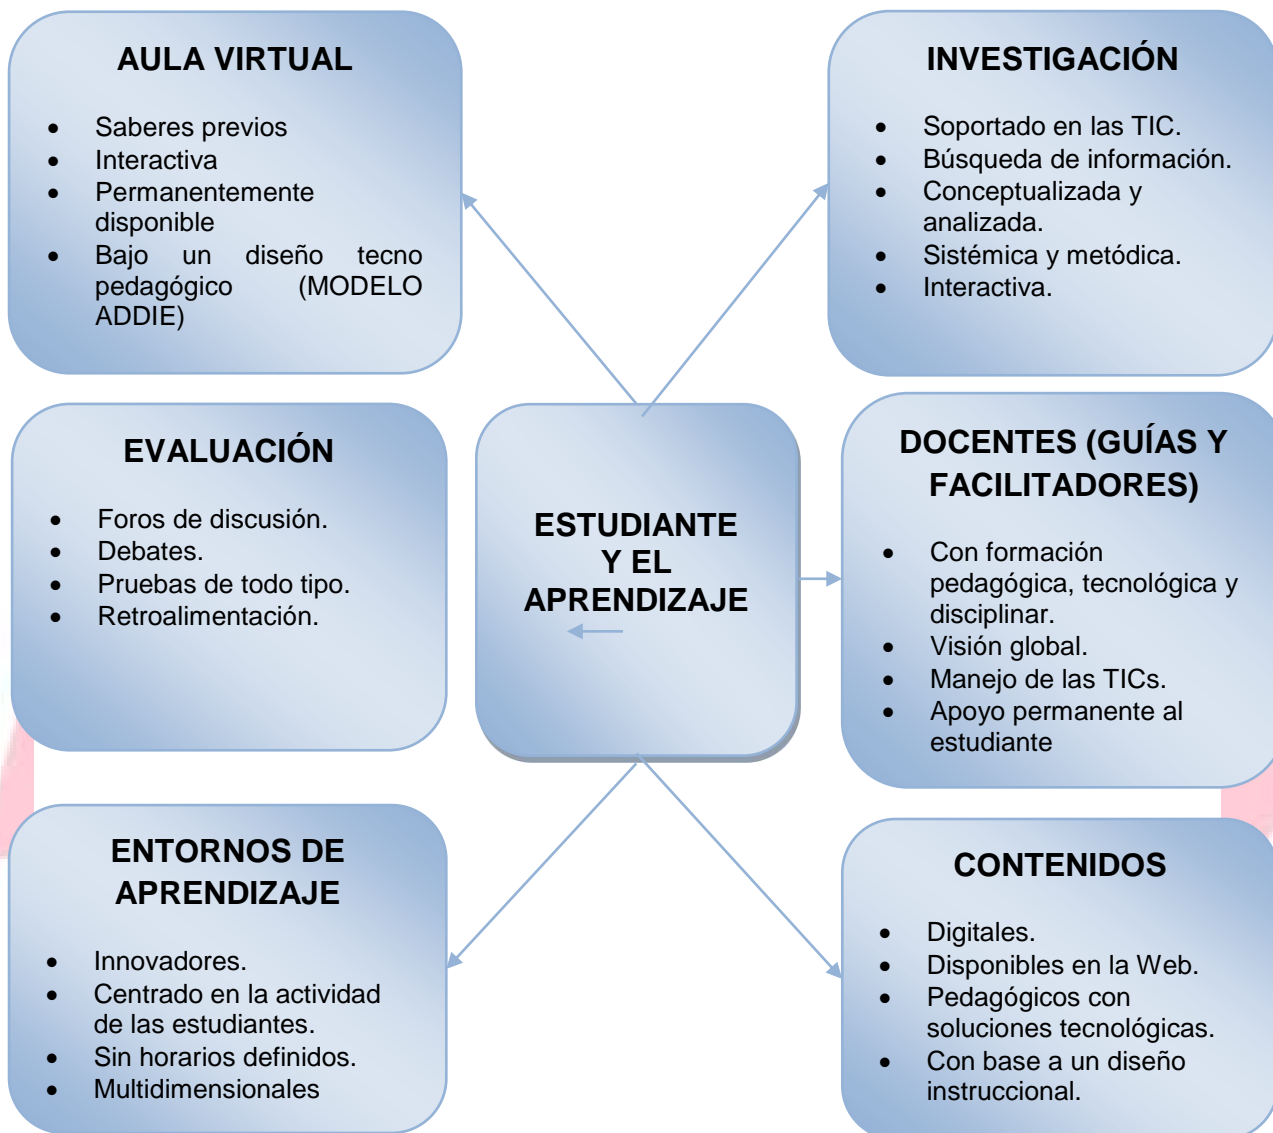 AULA VIRTUAL
• Saberes previos
• Interactiva
• Permanentemente
disponible
• Bajo un diseño tecno
pedagógico (MODELO
ADDIE)
INVESTIGACIÓN
• Soportado en las TIC.
• Búsqueda de información.
• Conceptualizada y
analizada.
• Sistémica y metódica.
• Interactiva.
EVALUACIÓN
• Foros de discusión.
• Debates.
• Pruebas de todo tipo.
• Retroalimentación.
ESTUDIANTE
Y EL
APRENDIZAJE
DOCENTES (GUÍAS Y
FACILITADORES)
• Con formación
pedagógica, tecnológica y
disciplinar.
• Visión global.
• Manejo de las TICs.
• Apoyo permanente al
estudiante
ENTORNOS DE
APRENDIZAJE
• Innovadores.
• Centrado en la actividad
de las estudiantes.
• Sin horarios definidos.
• Multidimensionales
CONTENIDOS
• Digitales.
• Disponibles en la Web.
• Pedagógicos con
soluciones tecnológicas.
• Con base a un diseño
instruccional.